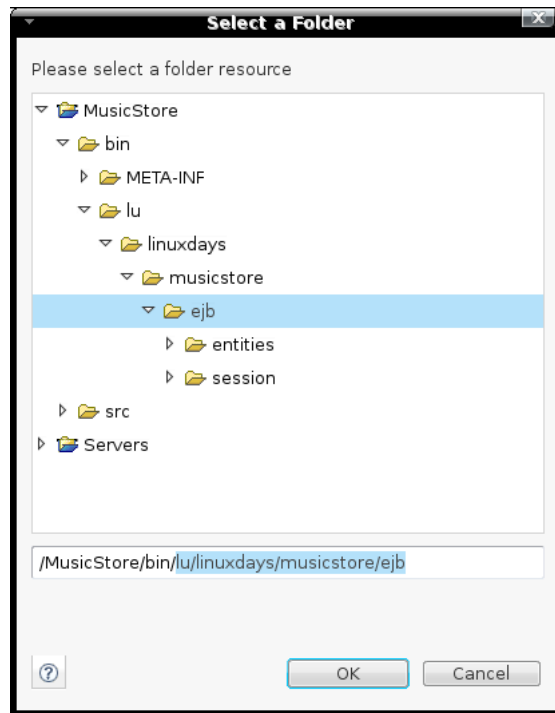 Select a Folder
Please select a folder resource
MusicStore
bin
META-INF
lu
linuxdays
musicstore
ejb
entities
session
src
Servers
/MusicStore/bin/lu/linuxdays/musicstore/ejb
? OK Cancel